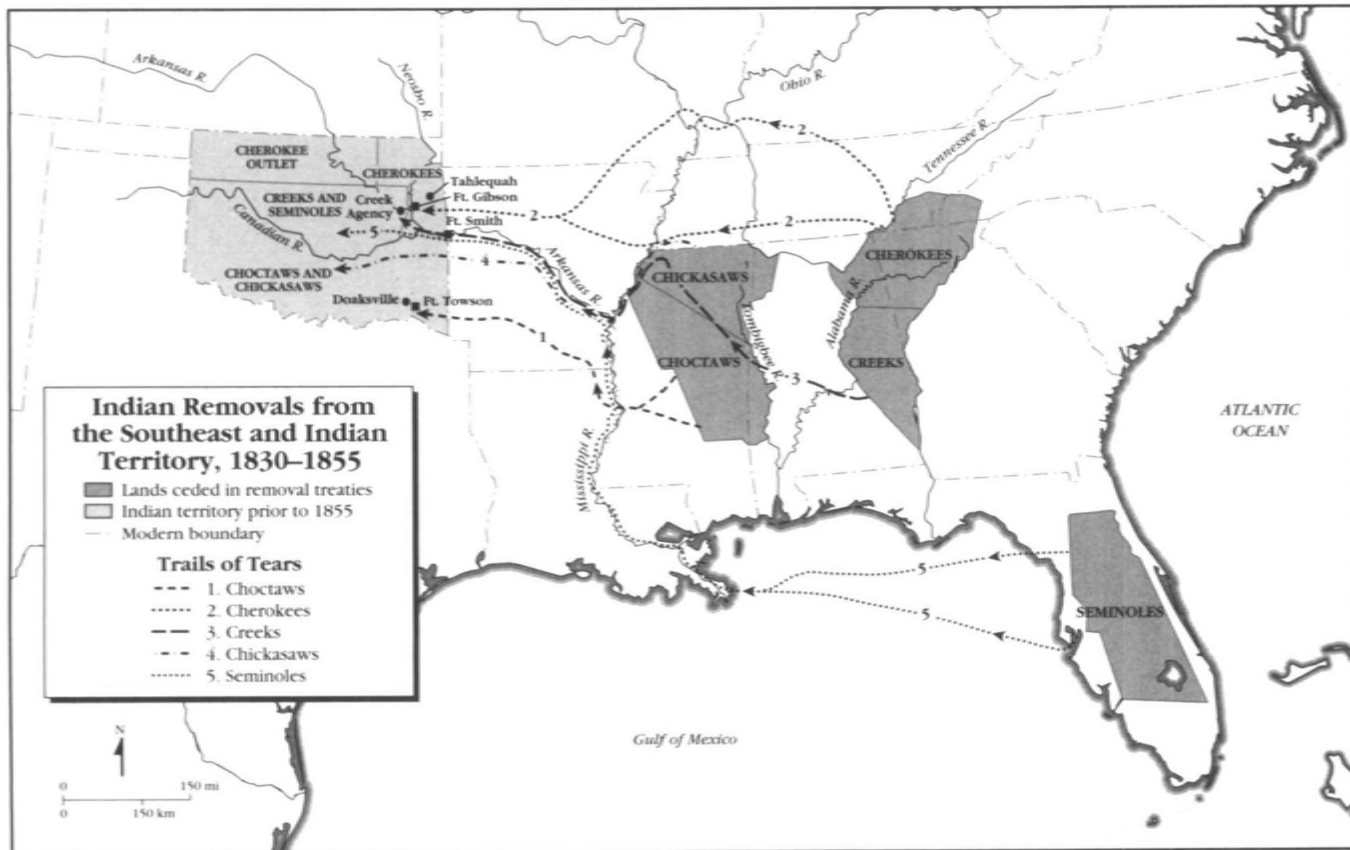 Arkansas R.
Neosho R.
Ohio R.
Tennessee R.
CHEROKEE
OUTLET
CHEROKEES
Tahlequah
Ft. Gibson
CREEKS AND
SEMINOLES
Creek
Agency
Ft. Smith
Canadian R.
Arkansas R.
CHOCTAWS AND
CHICKASAWS
Doaksville
Ft. Towson
CHICKASAWS
CHOCTAWS
Tombigbee R.
Alabama R.
CHEROKEES
CREEKS
Mississippi R.
SEMINOLES
2
2
2
5
4
1
3
5
5
ATLANTIC
OCEAN
Gulf of Mexico
Indian Removals from
the Southeast and Indian
Territory, 1830–1855
Lands ceded in removal treaties
Indian territory prior to 1855
Modern boundary
Trails of Tears
1. Choctaws
2. Cherokees
3. Creeks
4. Chickasaws
5. Seminoles
N
0 150 mi
0 150 km